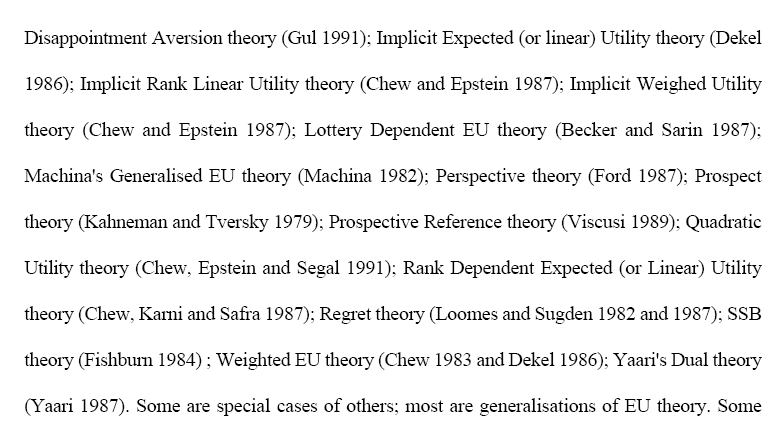 Disappointment Aversion theory (Gul 1991); Implicit Expected (or linear) Utility theory (Dekel
1986); Implicit Rank Linear Utility theory (Chew and Epstein 1987); Implicit Weighed Utility
theory (Chew and Epstein 1987); Lottery Dependent EU theory (Becker and Sarin 1987);
Machina's Generalised EU theory (Machina 1982); Perspective theory (Ford 1987); Prospect
theory (Kahneman and Tversky 1979); Prospective Reference theory (Viscusi 1989); Quadratic
Utility theory (Chew, Epstein and Segal 1991); Rank Dependent Expected (or Linear) Utility
theory (Chew, Karni and Safra 1987); Regret theory (Loomes and Sugden 1982 and 1987); SSB
theory (Fishburn 1984) ; Weighted EU theory (Chew 1983 and Dekel 1986); Yaari's Dual theory
(Yaari 1987). Some are special cases of others; most are generalisations of EU theory. Some